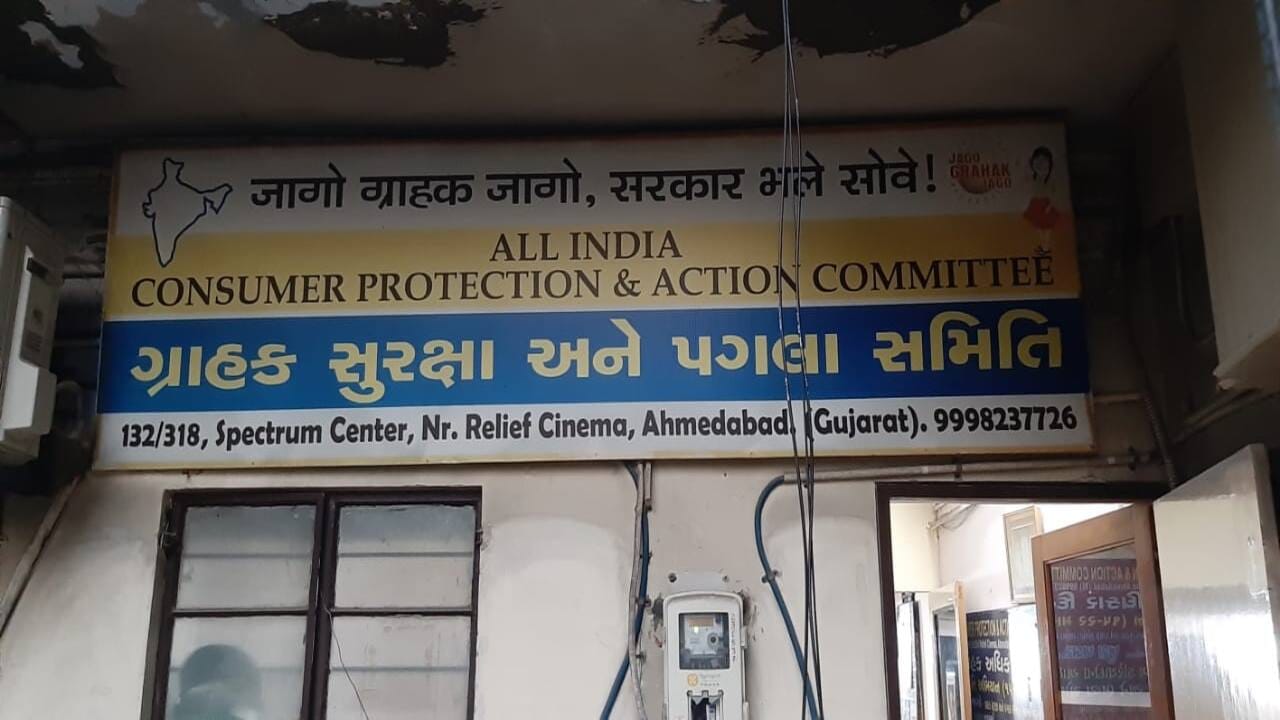 जागो ग्राहक जागो, सरकार भले सोवे!
JAGO
GRAHAK
JAGO
ALL INDIA
CONSUMER PROTECTION & ACTION COMMITTEE
ગ્રાહક સુરક્ષા અને પગલા સમિતિ
132/318, Spectrum Center, Nr. Relief Cinema, Ahmedabad. (Gujarat). 9998237726